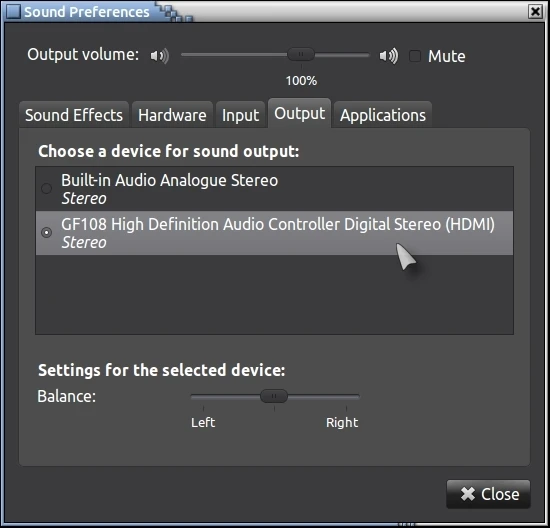 Sound Preferences
Output volume:
Mute
100%
Sound Effects Hardware Input Output Applications
Choose a device for sound output:
Built-in Audio Analogue Stereo
Stereo
GF108 High Definition Audio Controller Digital Stereo (HDMI)
Stereo
Settings for the selected device:
Balance:
Left Right
Close